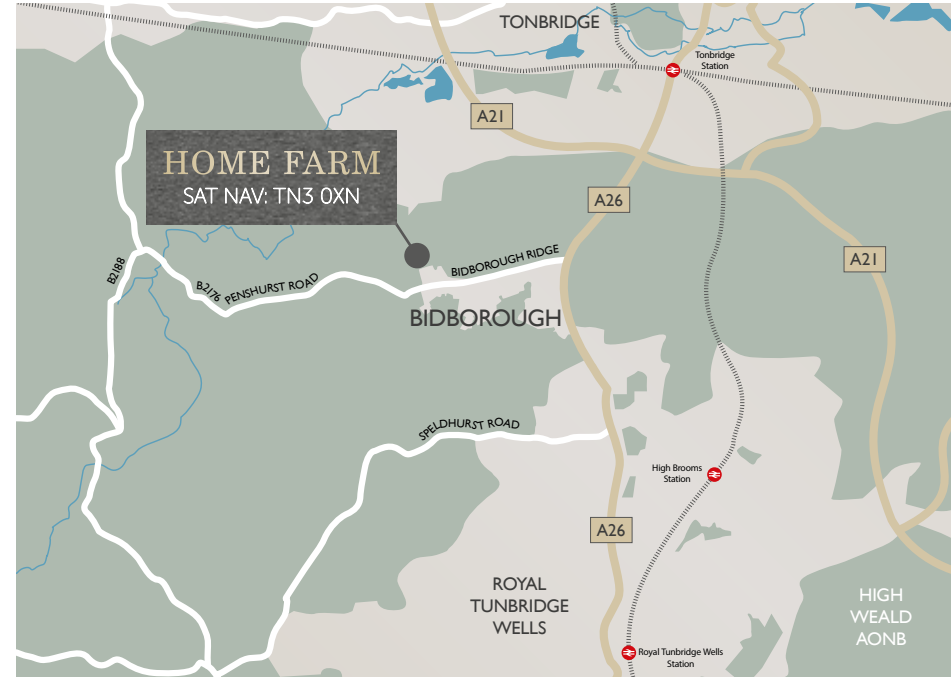 TONBRIDGE
Tonbridge
Station
A21
HOME FARM
SAT NAV: TN3 0XN
A26
BIDBOROUGH RIDGE
A21
B2188
B2176 PENSHURST ROAD
BIDBOROUGH
SPELDHURST ROAD
High Brooms
Station
A26
ROYAL
TUNBRIDGE
WELLS
HIGH
WEALD
AONB
Royal Tunbridge Wells
Station